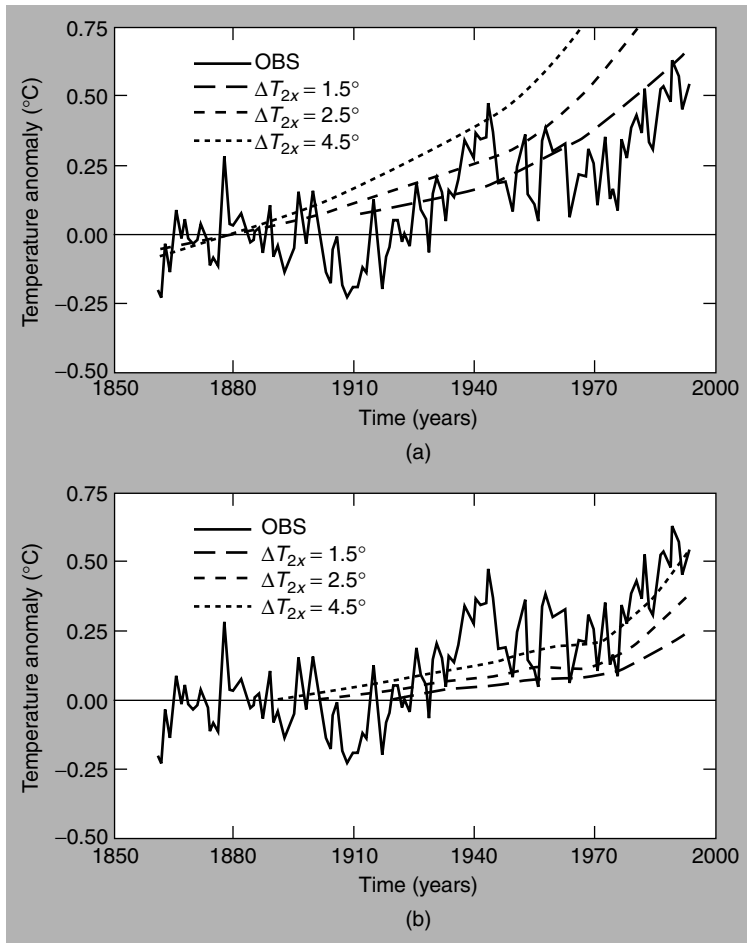 0.75
0.50
0.25
0.00
−0.25
−0.50
Temperature anomaly (°C)
OBS
ΔT2x = 1.5°
ΔT2x = 2.5°
ΔT2x = 4.5°
1850 1880 1910 1940 1970 2000
Time (years)
(a)
0.75
0.50
0.25
0.00
−0.25
−0.50
Temperature anomaly (°C)
OBS
ΔT2x = 1.5°
ΔT2x = 2.5°
ΔT2x = 4.5°
1850 1880 1910 1940 1970 2000
Time (years)
(b)